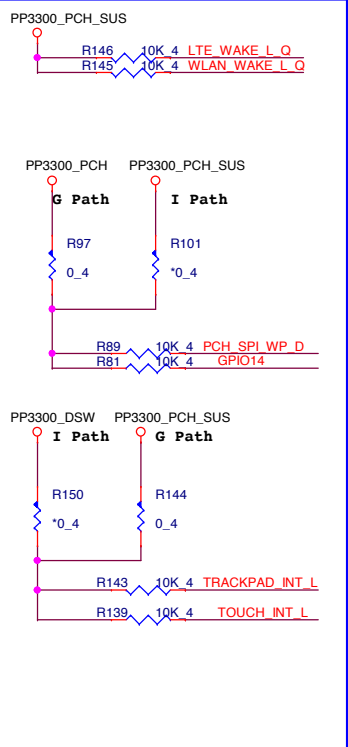 PP3300_PCH_SUS
R146 10K_4 LTE_WAKE_L_Q
R145 10K_4 WLAN_WAKE_L_Q
PP3300_PCH PP3300_PCH_SUS
G Path I Path
R97 R101
0_4 *0_4
R89 10K_4 PCH_SPI_WP_D
R81 10K_4 GPIO14
PP3300_DSW PP3300_PCH_SUS
I Path G Path
R150 R144
*0_4 0_4
R143 10K_4 TRACKPAD_INT_L
R139 10K_4 TOUCH_INT_L